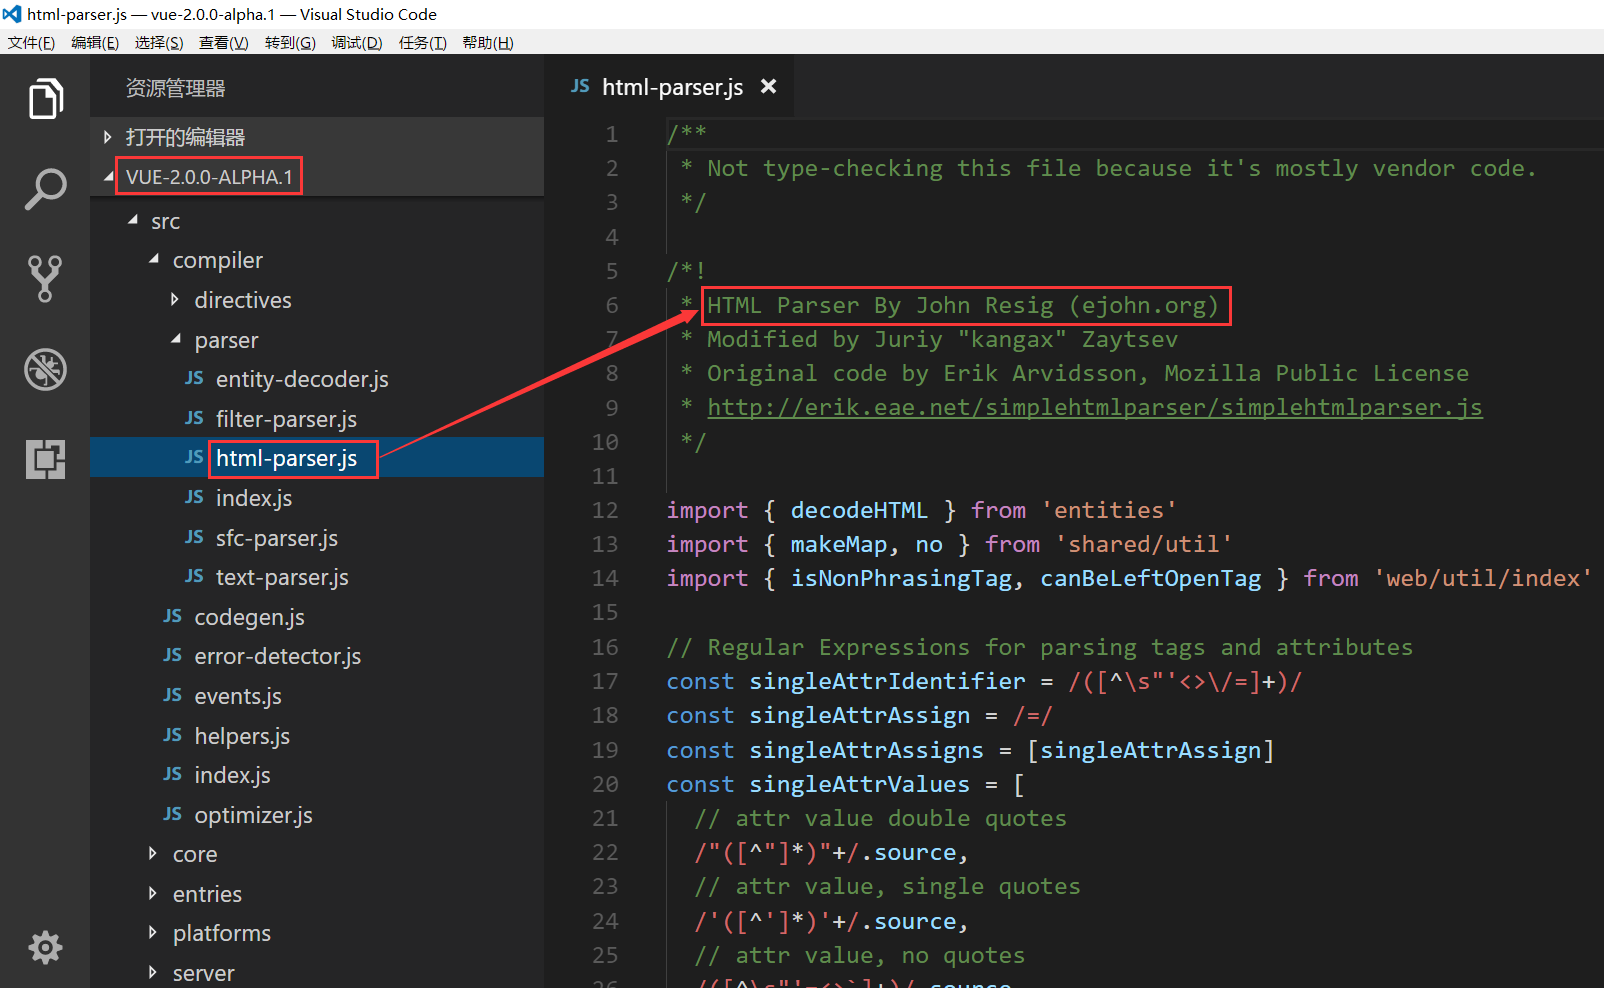 html-parser.js — vue-2.0.0-alpha.1 — Visual Studio Code
文件(F) 编辑(E) 选择(S) 查看(V) 转到(G) 调试(D) 任务(T) 帮助(H)
资源管理器
打开的编辑器
VUE-2.0.0-ALPHA.1
src
compiler
directives
parser
JS entity-decoder.js
JS filter-parser.js
JS html-parser.js
JS index.js
JS sfc-parser.js
JS text-parser.js
JS codegen.js
JS error-detector.js
JS events.js
JS helpers.js
JS index.js
JS optimizer.js
core
entries
platforms
server
JS html-parser.js ×
1 /**
2 * Not type-checking this file because it's mostly vendor code.
3 */
4
5 /*!
6 * HTML Parser By John Resig (ejohn.org)
7 * Modified by Juriy "kangax" Zaytsev
8 * Original code by Erik Arvidsson, Mozilla Public License
9 * http://erik.eae.net/simplehtmlparser/simplehtmlparser.js
10 */
11
12 import { decodeHTML } from 'entities'
13 import { makeMap, no } from 'shared/util'
14 import { isNonPhrasingTag, canBeLeftOpenTag } from 'web/util/index'
15
16 // Regular Expressions for parsing tags and attributes
17 const singleAttrIdentifier = /([^\s"'<>\/=]+)/
18 const singleAttrAssign = /=/
19 const singleAttrAssigns = [singleAttrAssign]
20 const singleAttrValues = [
21 // attr value double quotes
22 /"([^"]*)"+/.source,
23 // attr value, single quotes
24 /'([^']*)'+/.source,
25 // attr value, no quotes
26 /([^\s"'=<>`]+)/.source